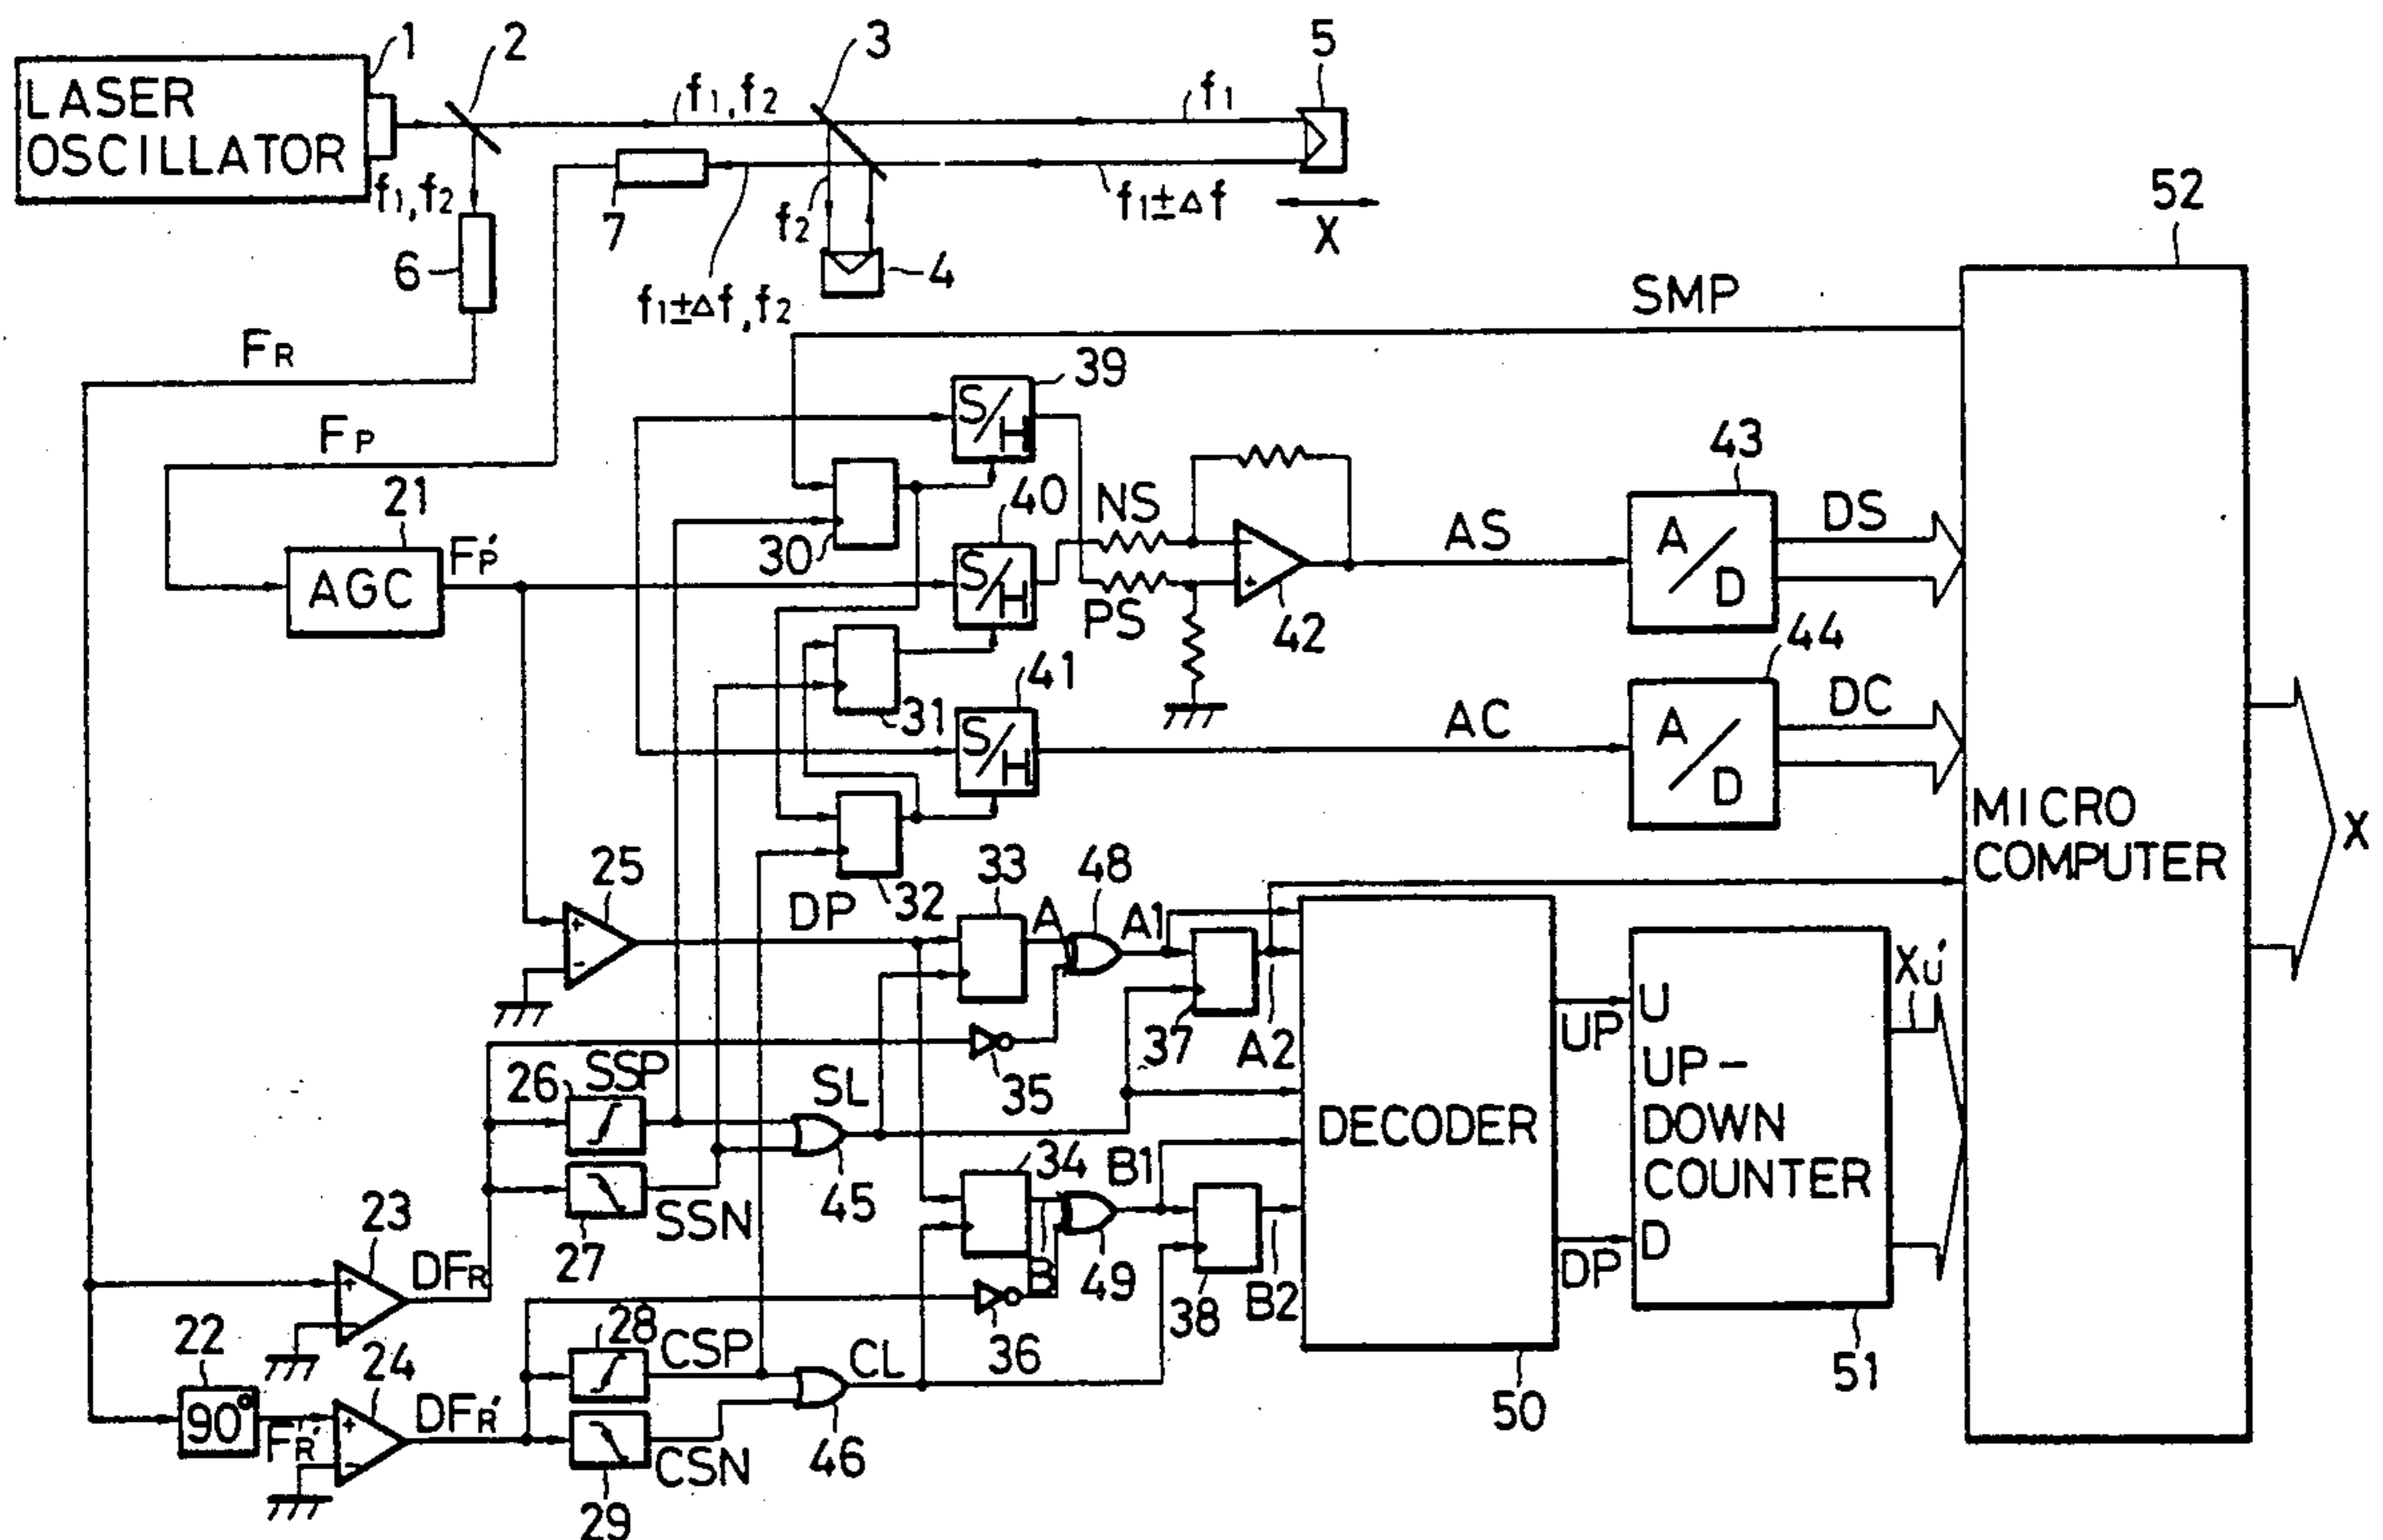 1
2
3
5
LASER
OSCILLATOR
f1,f2
f1
f1,f2
7
f2
f1±Δf
X
6
4
f1±Δf,f2
52
SMP
FR
39
S/H
FP
43
21
30
40
NS
AS
A/D
DS
FP'
AGC
S/H
PS
42
44
31
41
S/H
AC
A/D
DC
MICRO
COMPUTER
X
25
DP
32
33
A
48
A1
+
-
37
A2
Xu'
U
UP
26
SSP
SL
35
UP-
DOWN
COUNTER
DECODER
27
SSN
45
34
B1
B
49
38
B2
D
DP
23
DFR
+
22
90°
FR'
24
DFR'
+
-
28
CSP
CL
36
50
51
29
CSN
46